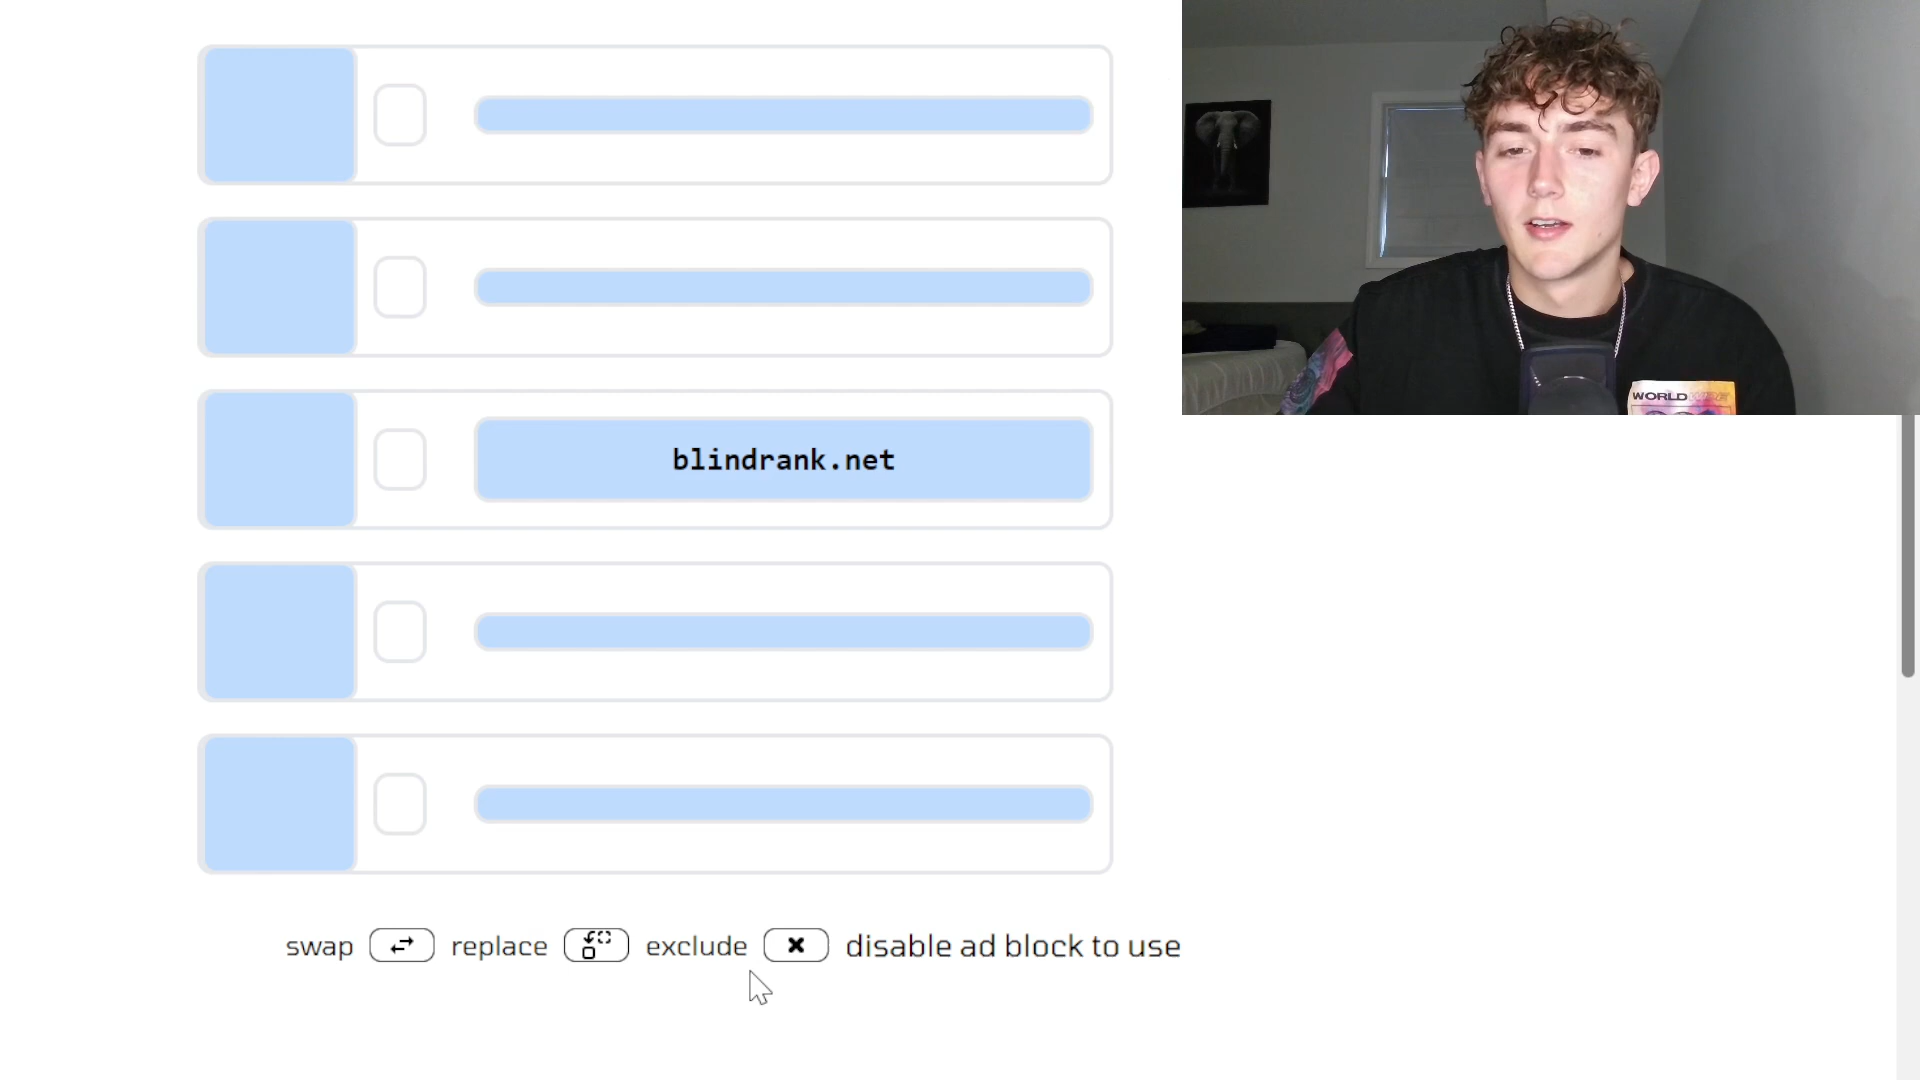 blindrank.net
swap replace exclude disable ad block to use
WORLD